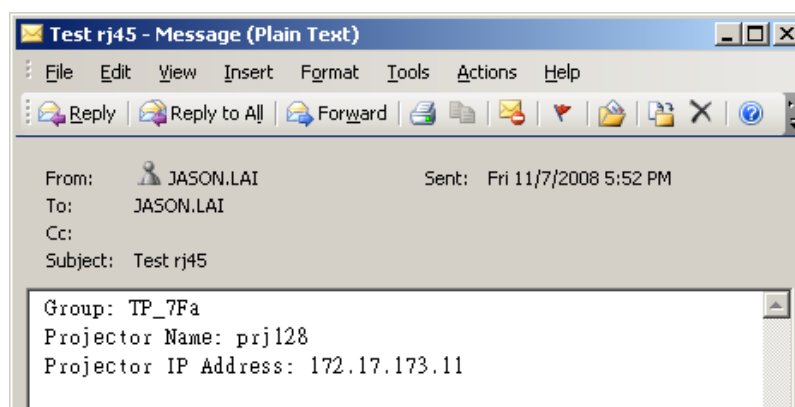 Test rj45 - Message (Plain Text)
File Edit View Insert Format Tools Actions Help
Reply Reply to All Forward
From: JASON.LAI Sent: Fri 11/7/2008 5:52 PM
To: JASON.LAI
Cc:
Subject: Test rj45
Group: TP_7Fa
Projector Name: prj128
Projector IP Address: 172.17.173.11